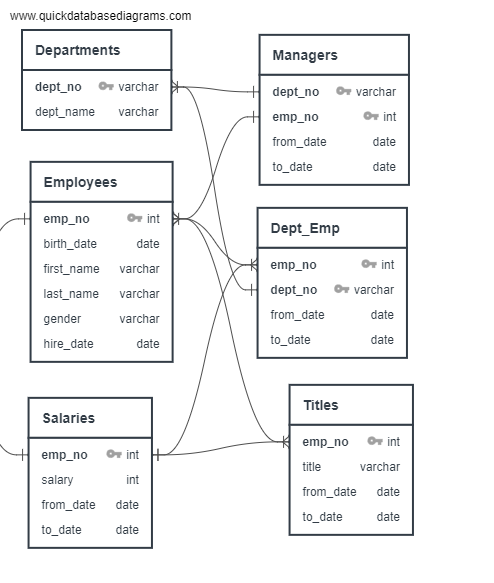 www.quickdatabasediagrams.com
Departments
dept_no varchar
dept_name varchar
Managers
dept_no varchar
emp_no int
from_date date
to_date date
Employees
emp_no int
birth_date date
first_name varchar
last_name varchar
gender varchar
hire_date date
Dept_Emp
emp_no int
dept_no varchar
from_date date
to_date date
Salaries
emp_no int
salary int
from_date date
to_date date
Titles
emp_no int
title varchar
from_date date
to_date date